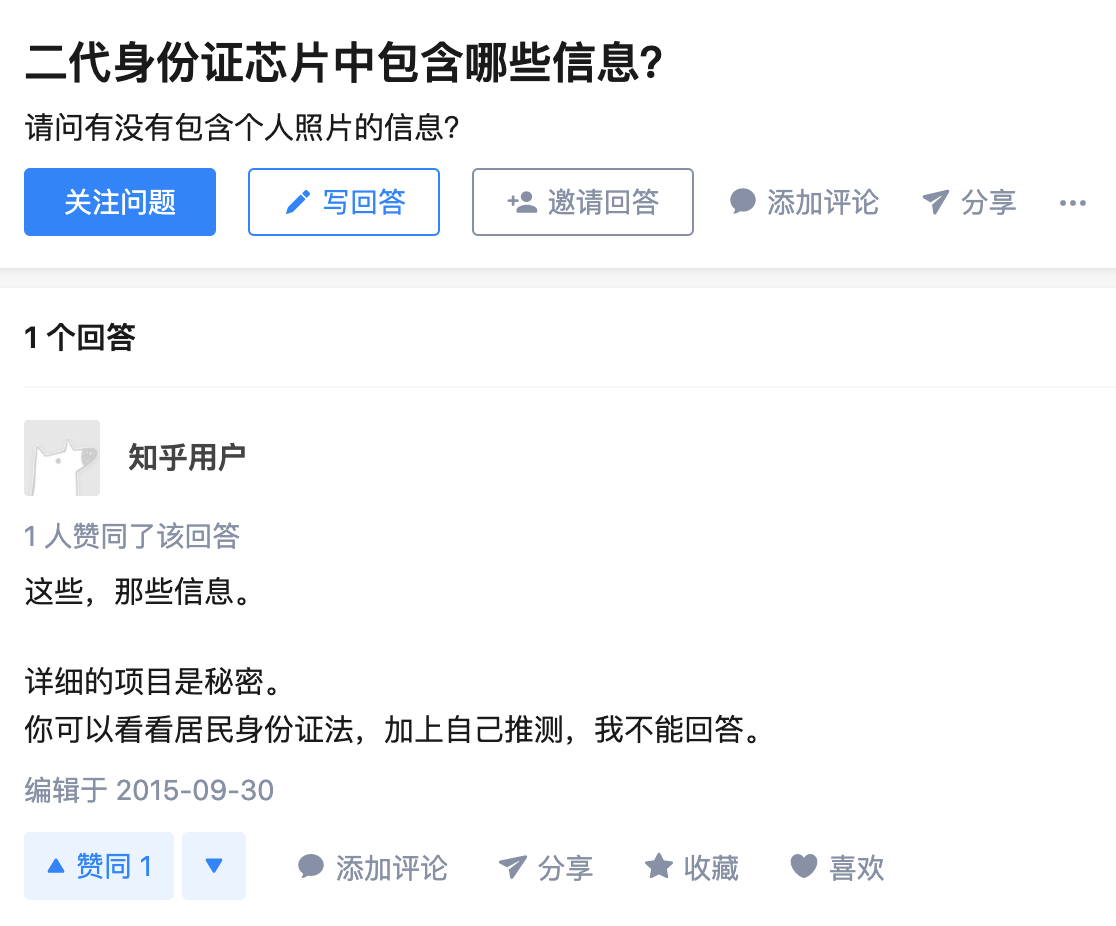 二代身份证芯片中包含哪些信息?
请问有没有包含个人照片的信息?
关注问题 写回答 邀请回答 添加评论 分享 ...
1 个回答
知乎用户
1 人赞同了该回答
这些，那些信息。
详细的项目是秘密。
你可以看看居民身份证法，加上自己推测，我不能回答。
编辑于 2015-09-30
赞同 1 添加评论 分享 收藏 喜欢